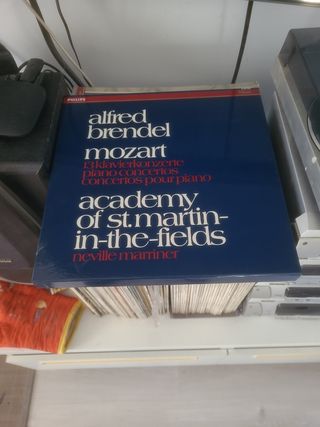 PHILIPS
alfred
brendel
mozart
13 klavierkonzerte
piano concertos
concertos pour piano
academy
of st. martin-
in-the-fields
neville marriner